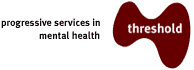 progressive services in
mental health
threshold